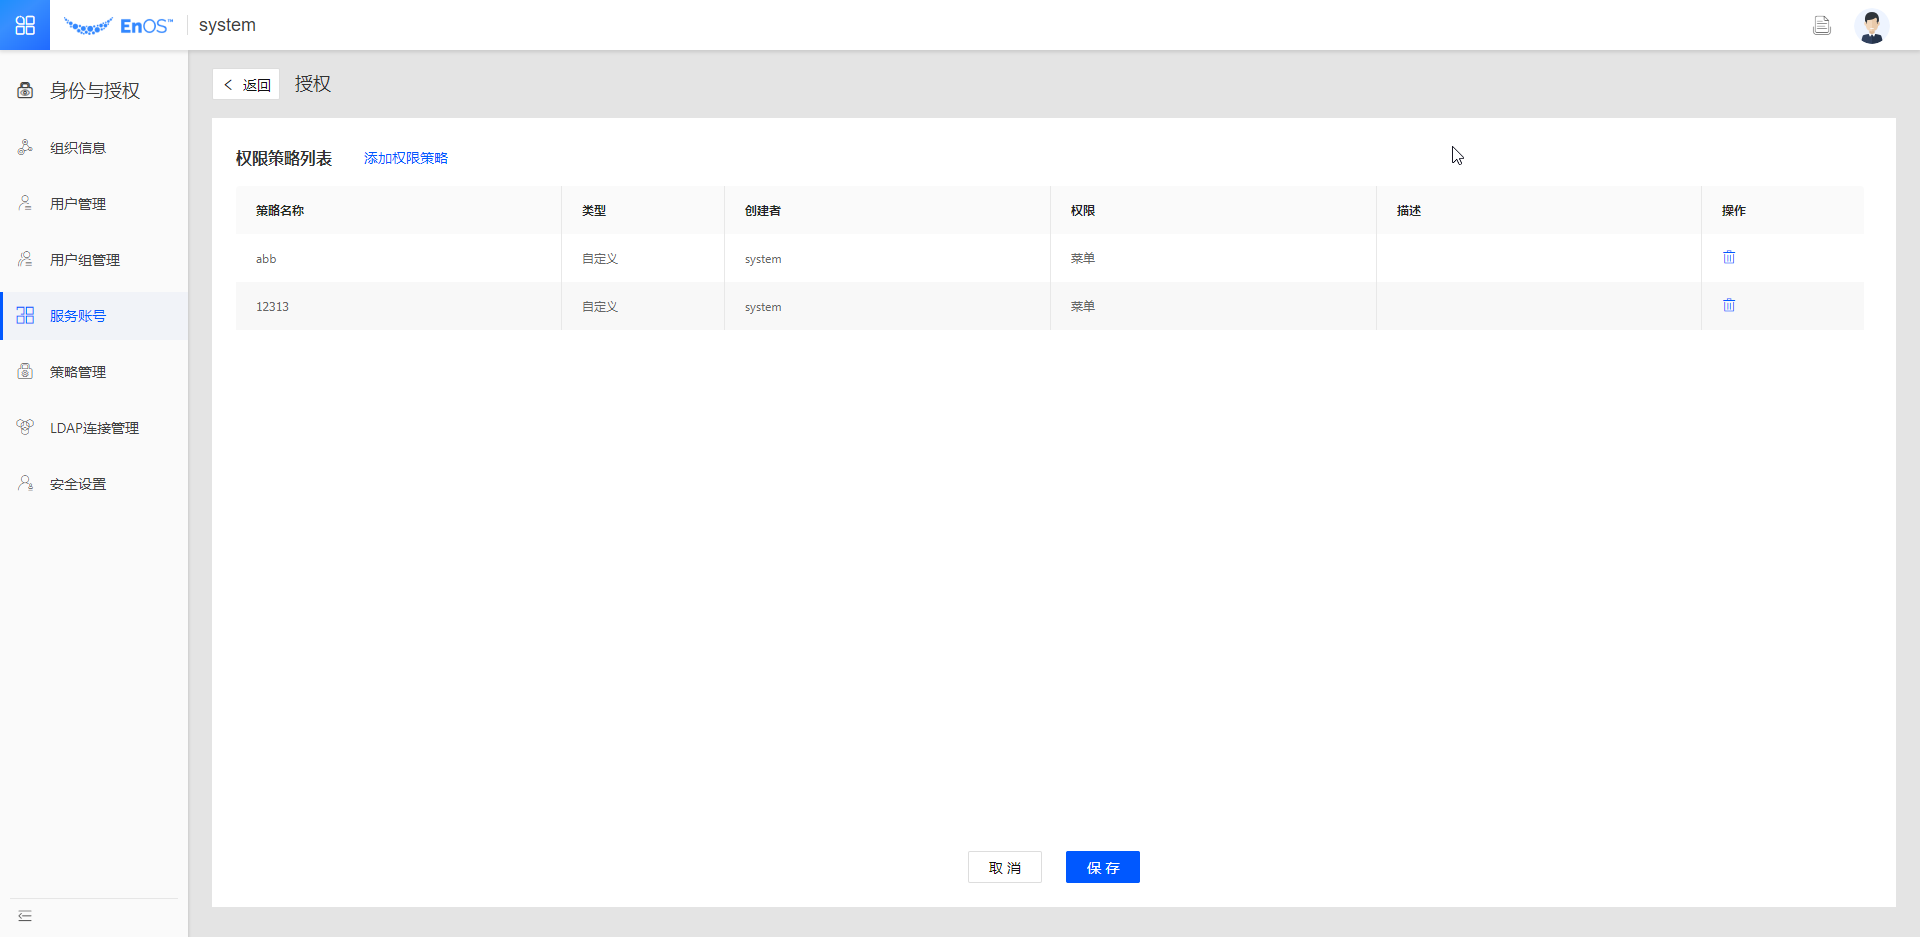 EnOS™ system
身份与授权
组织信息
用户管理
用户组管理
服务账号
策略管理
LDAP连接管理
安全设置
返回 授权
权限策略列表 添加权限策略
策略名称 类型 创建者 权限 描述 操作
abb 自定义 system 菜单
12313 自定义 system 菜单
取 消 保 存